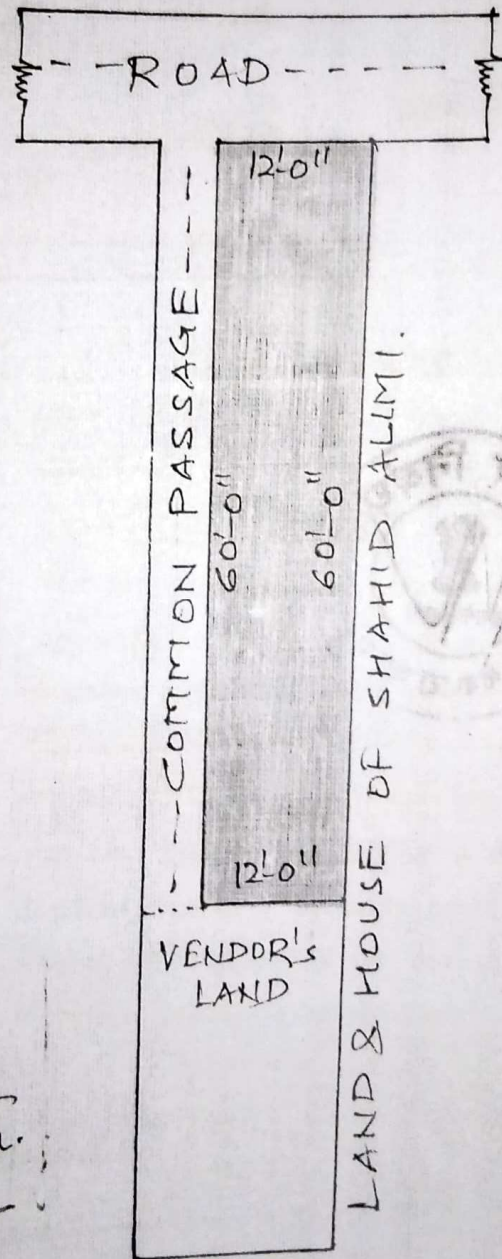 ROAD
12'-0"
COMMON PASSAGE
60'-0"
60'-0"
LAND & HOUSE OF SHAHID ALIMI.
12'-0"
VENDOR'S
LAND